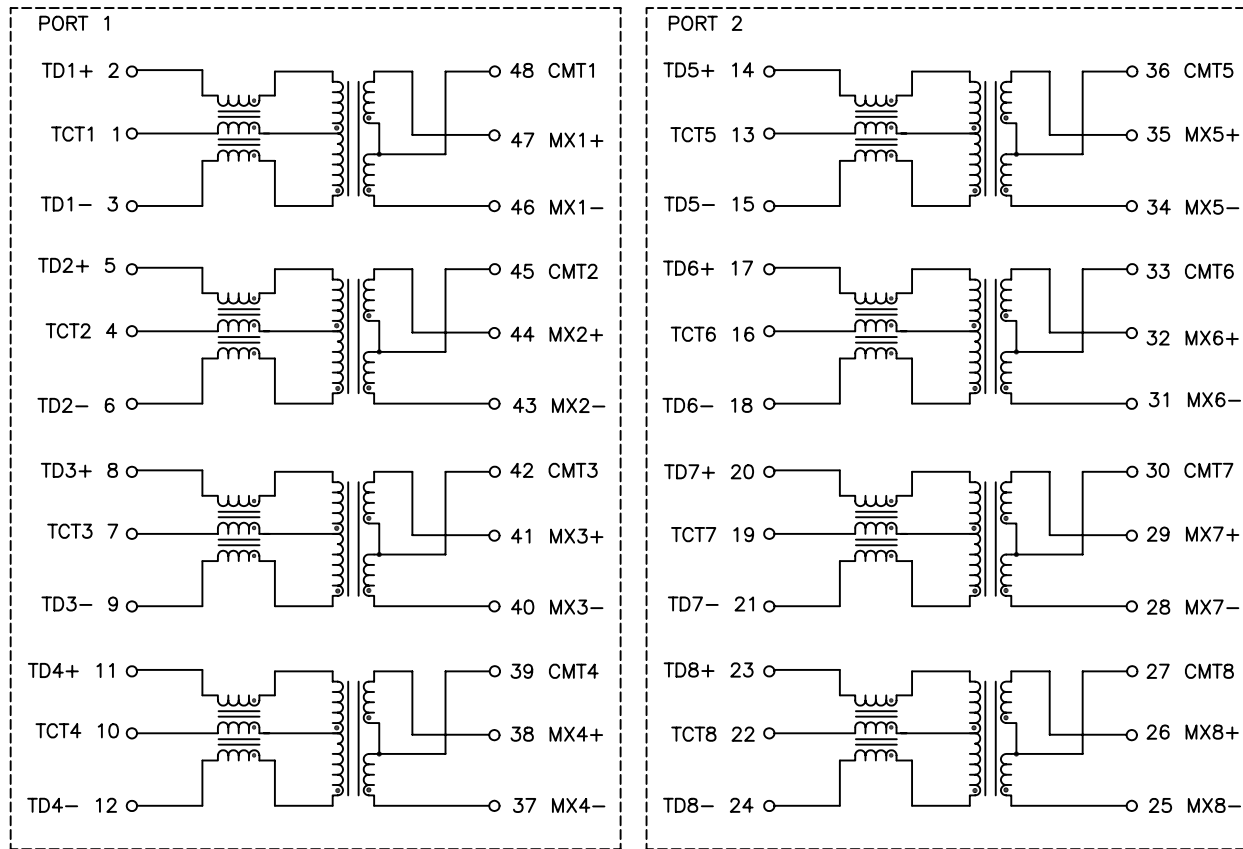 PORT 1
TD1+ 2
48 CMT1
TCT1 1
47 MX1+
TD1− 3
46 MX1−
TD2+ 5
45 CMT2
TCT2 4
44 MX2+
TD2− 6
43 MX2−
TD3+ 8
42 CMT3
TCT3 7
41 MX3+
TD3− 9
40 MX3−
TD4+ 11
39 CMT4
TCT4 10
38 MX4+
TD4− 12
37 MX4−
PORT 2
TD5+ 14
36 CMT5
TCT5 13
35 MX5+
TD5− 15
34 MX5−
TD6+ 17
33 CMT6
TCT6 16
32 MX6+
TD6− 18
31 MX6−
TD7+ 20
30 CMT7
TCT7 19
29 MX7+
TD7− 21
28 MX7−
TD8+ 23
27 CMT8
TCT8 22
26 MX8+
TD8− 24
25 MX8−